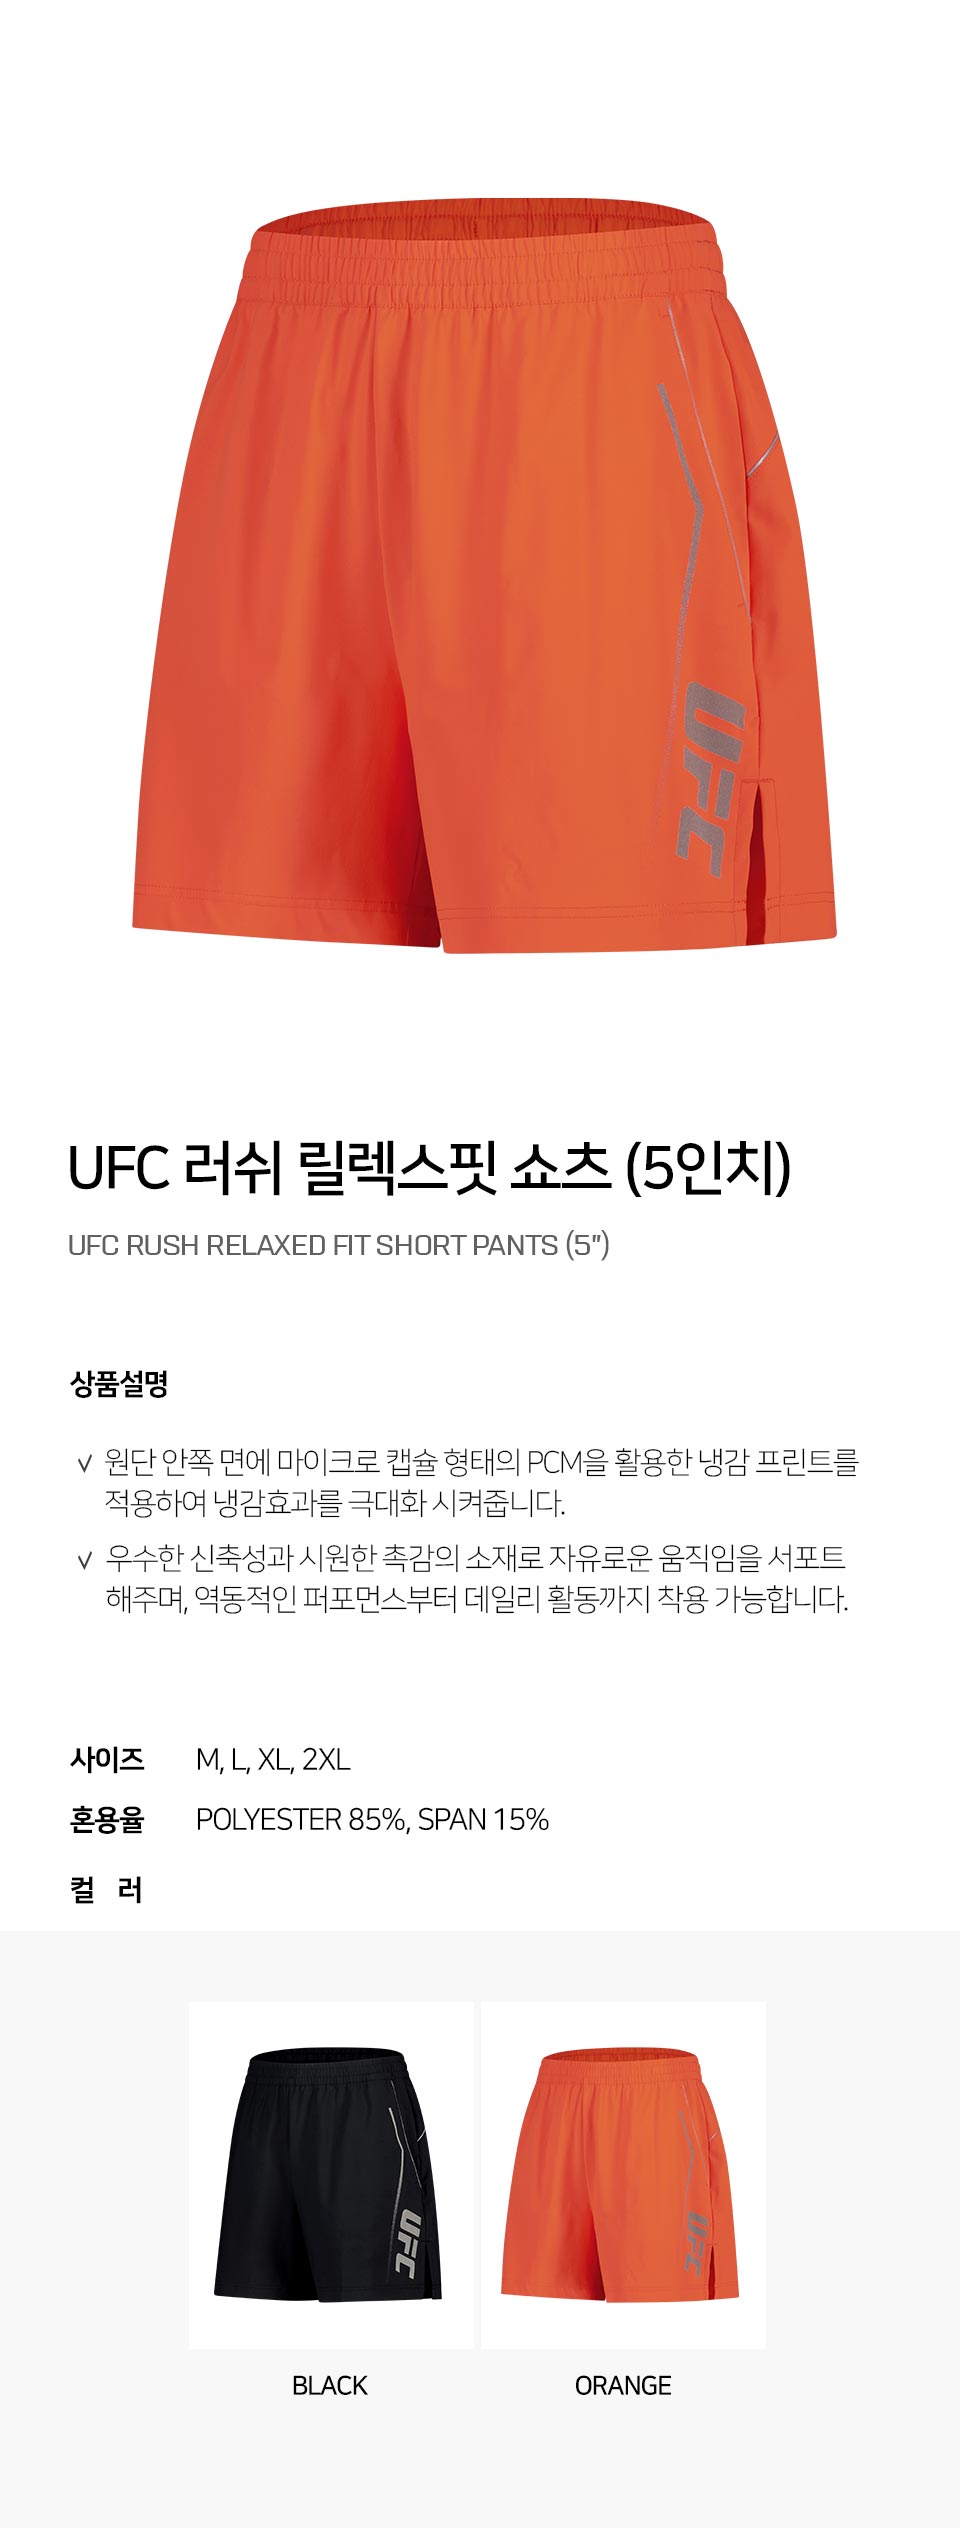 UFC
UFC 러쉬 릴렉스핏 쇼츠 (5인치)
UFC RUSH RELAXED FIT SHORT PANTS (5")
상품설명
원단 안쪽 면에 마이크로 캡슐 형태의 PCM을 활용한 냉감 프린트를
적용하여 냉감효과를 극대화 시켜줍니다.
우수한 신축성과 시원한 촉감의 소재로 자유로운 움직임을 서포트
해주며, 역동적인 퍼포먼스부터 데일리 활동까지 착용 가능합니다.
사이즈 M, L, XL, 2XL
혼용율 POLYESTER 85%, SPAN 15%
컬 러
UFC
UFC
BLACK
ORANGE